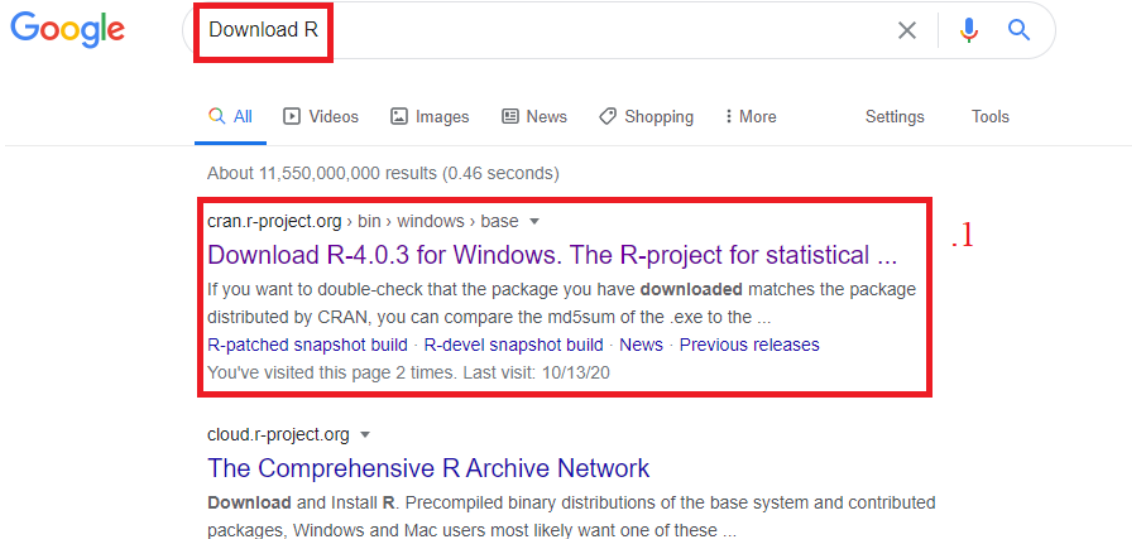 Google
Download R
All Videos Images News Shopping More Settings Tools
About 11,550,000,000 results (0.46 seconds)
cran.r-project.org › bin › windows › base
.1
Download R-4.0.3 for Windows. The R-project for statistical ...
If you want to double-check that the package you have downloaded matches the package
distributed by CRAN, you can compare the md5sum of the .exe to the ...
R-patched snapshot build · R-devel snapshot build · News · Previous releases
You've visited this page 2 times. Last visit: 10/13/20
cloud.r-project.org
The Comprehensive R Archive Network
Download and Install R. Precompiled binary distributions of the base system and contributed
packages, Windows and Mac users most likely want one of these ...